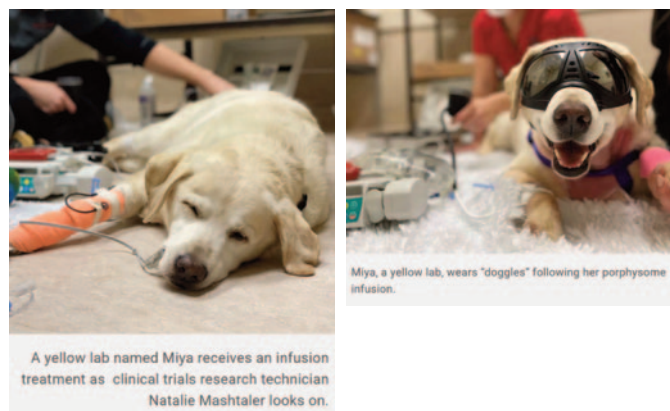 A yellow lab named Miya receives an infusion
treatment as clinical trials research technician
Natalie Mashtaler looks on.
Miya, a yellow lab, wears "doggles" following her porphysome
infusion.